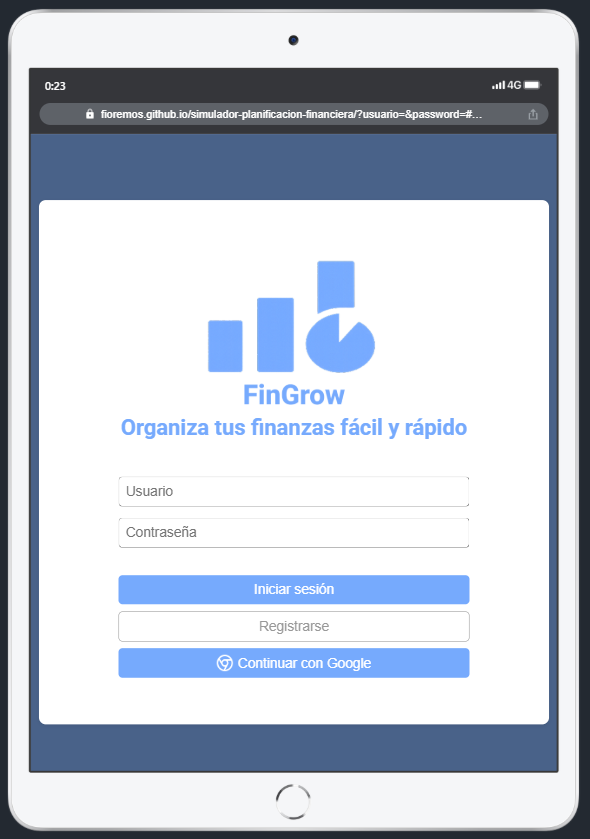 0:23
4G
fioremos.github.io/simulador-planificacion-financiera/?usuario=&password=#...
FinGrow
Organiza tus finanzas fácil y rápido
Usuario
Contraseña
Iniciar sesión
Registrarse
Continuar con Google